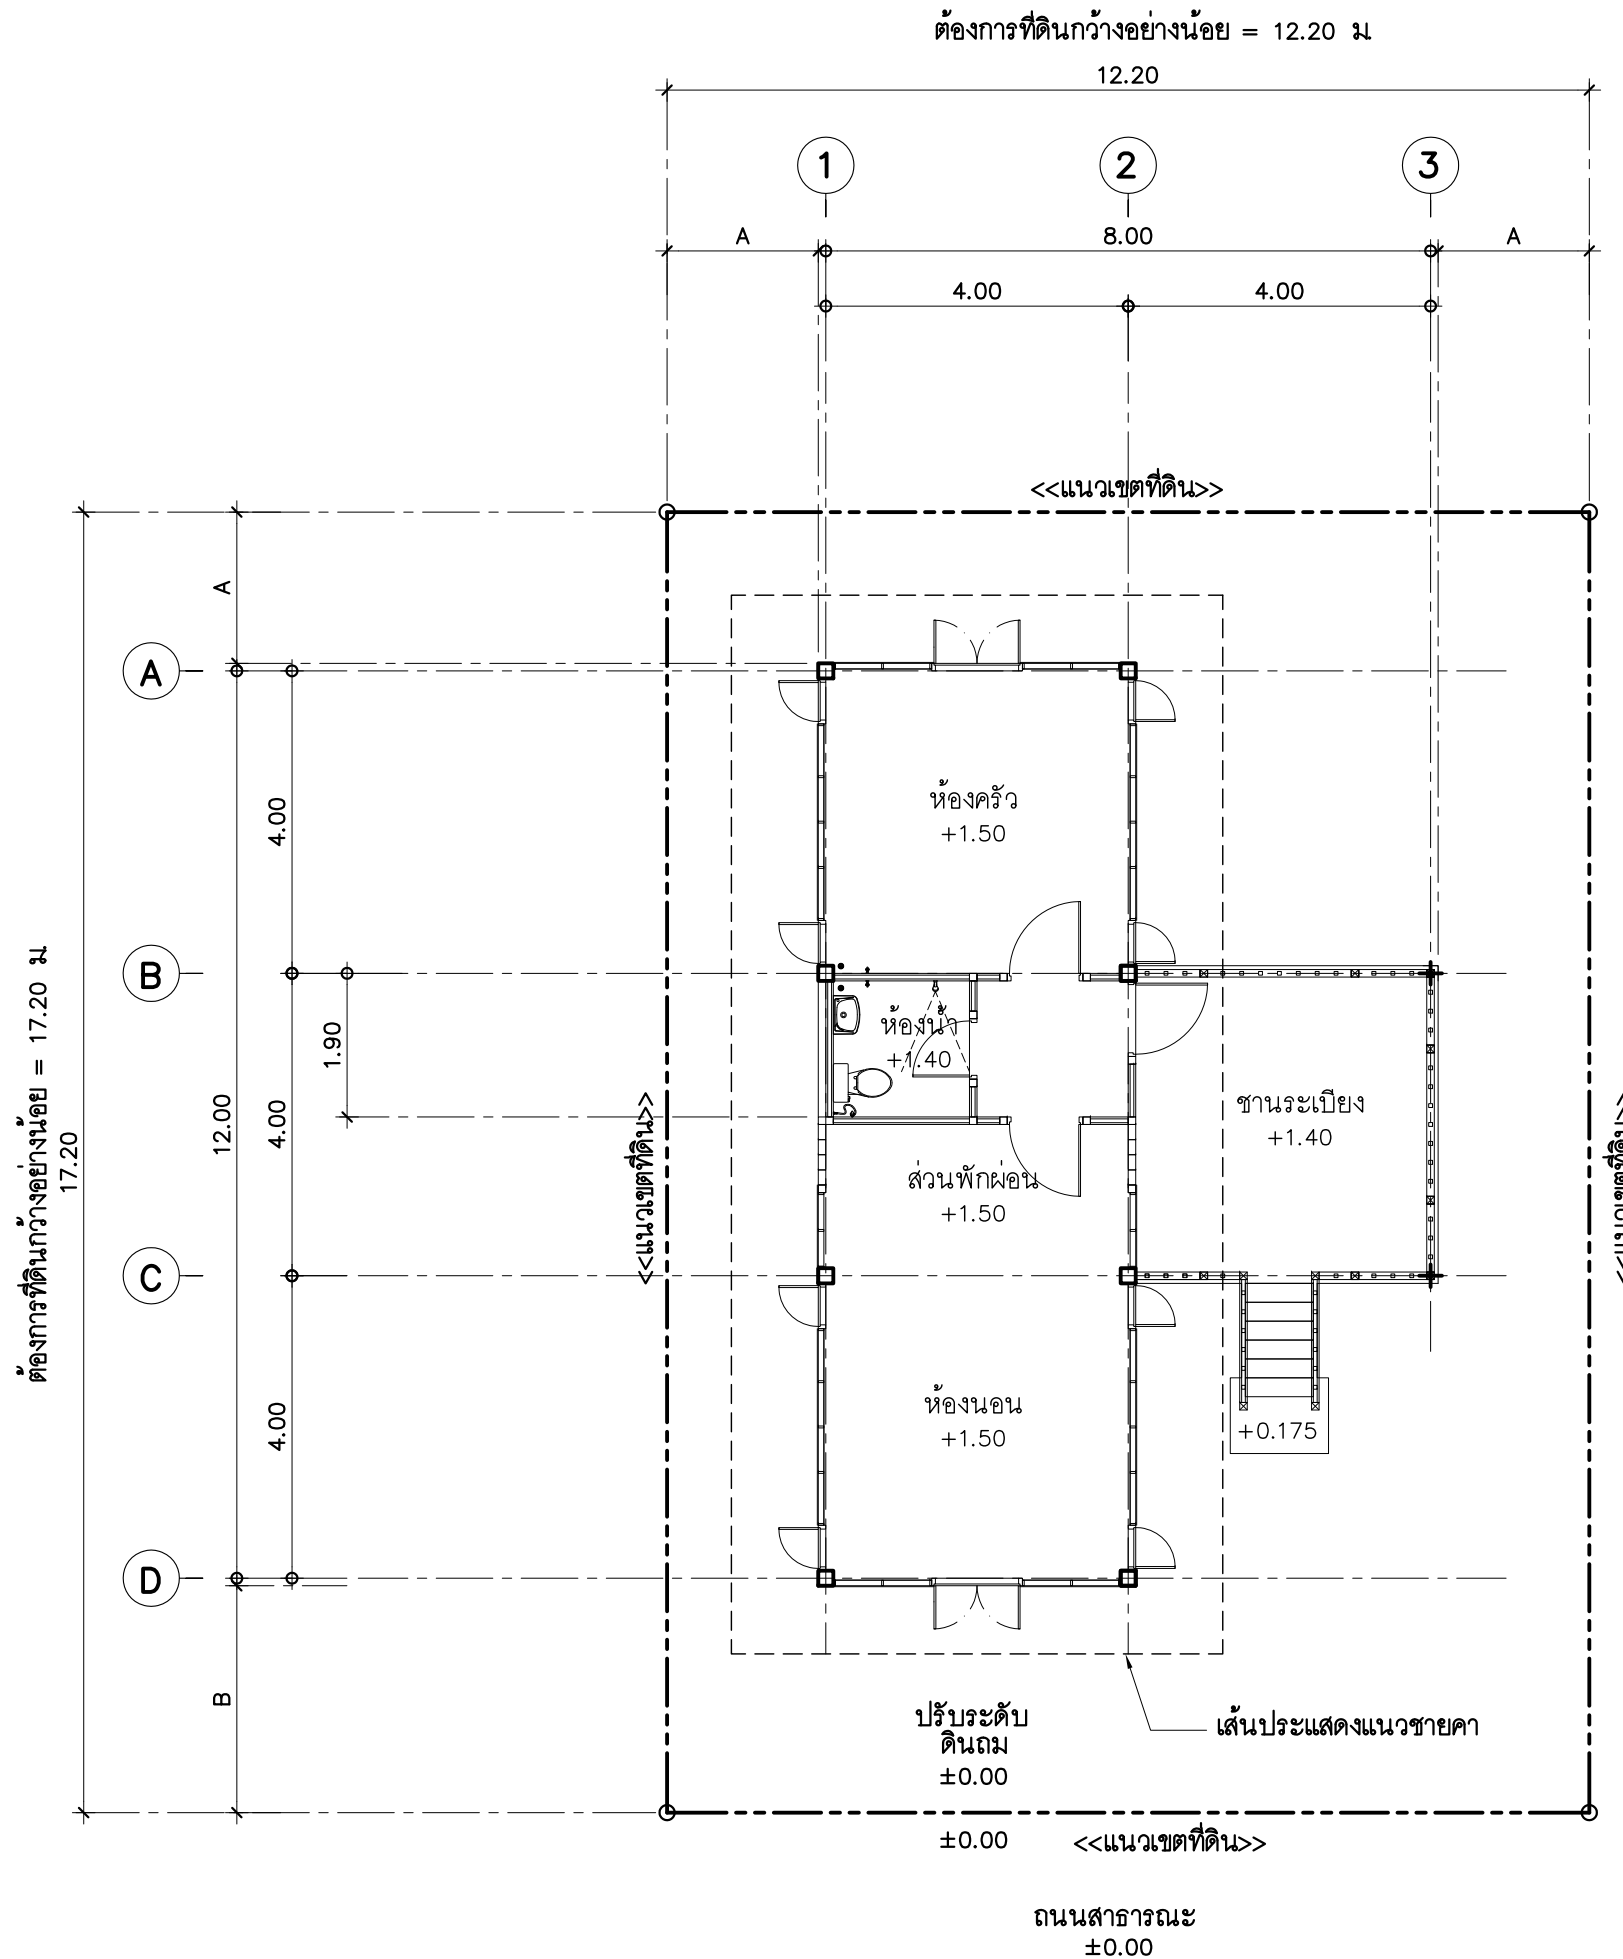 ต้องการที่ดินกว้างอย่างน้อย = 12.20 ม.
12.20
1
2
3
A
8.00
A
4.00
4.00
<<แนวเขตที่ดิน>>
A
A
4.00
ห้องครัว
+1.50
B
1.90
ห้องน้ำ
+1.40
ต้องการที่ดินกว้างอย่างน้อย = 17.20 ม.
17.20
12.00
4.00
<<แนวเขตที่ดิน>>
ชานระเบียง
+1.40
<<แนวเขตที่ดิน>>
ส่วนพักผ่อน
+1.50
C
4.00
ห้องนอน
+1.50
+0.175
D
B
ปรับระดับ
ดินถม
±0.00
เส้นประแสดงแนวชายคา
±0.00
<<แนวเขตที่ดิน>>
ถนนสาธารณะ
±0.00